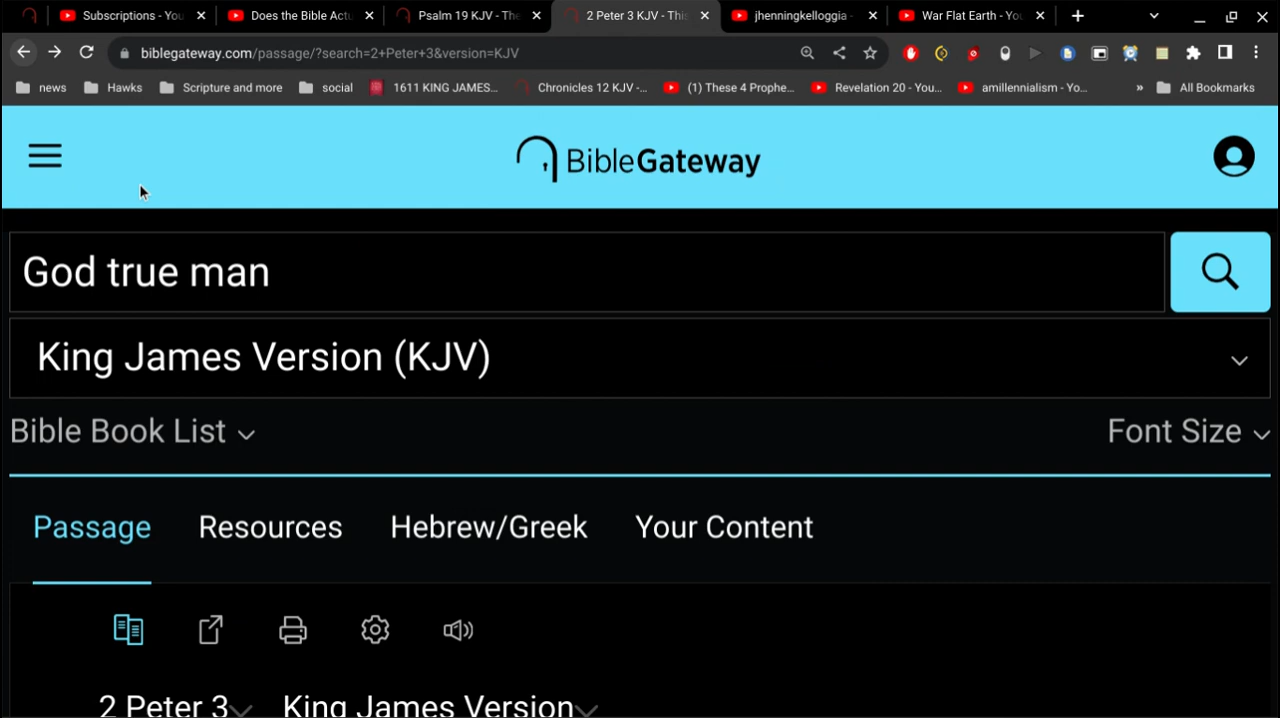 Subscriptions - You
Does the Bible Actu
Psalm 19 KJV - The
2 Peter 3 KJV - This
jhenningkelloggia -
War Flat Earth - You
biblegateway.com/passage/?search=2+Peter+3&version=KJV
news
Hawks
Scripture and more
social
1611 KING JAMES...
Chronicles 12 KJV -...
(1) These 4 Prophe...
Revelation 20 - You...
amillennialism - Yo...
»
All Bookmarks
BibleGateway
God true man
King James Version (KJV)
Bible Book List
Font Size
Passage
Resources
Hebrew/Greek
Your Content
2 Peter 3
King James Version